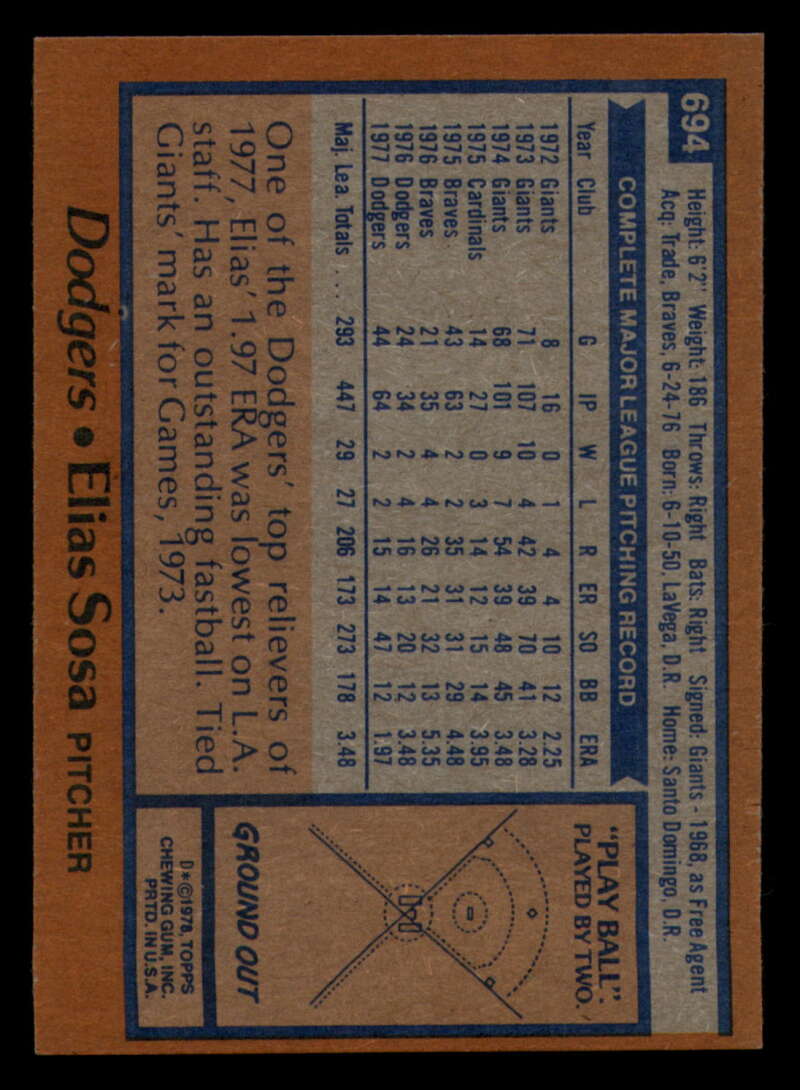 694
Height: 6'2" Weight: 186 Throws: Right Bats: Right Signed: Giants - 1968, as Free Agent
Acq: Trade, Braves, 6-24-76 Born: 6-10-50, LaVega, D.R. Home: Santo Domingo, D.R.
COMPLETE MAJOR LEAGUE PITCHING RECORD
Year Club G IP W L R ER SO BB ERA
1972 Giants 8 16 0 1 4 4 10 12 2.25
1973 Giants 71 107 10 4 42 39 70 41 3.28
1974 Giants 68 101 9 7 54 39 48 45 3.48
1975 Cardinals 14 27 0 3 14 12 15 14 3.95
1975 Braves 43 63 2 2 35 31 31 29 4.48
1976 Braves 21 35 4 4 26 21 32 13 5.35
1976 Dodgers 24 34 2 4 16 13 20 12 3.48
1977 Dodgers 44 64 2 2 15 14 47 12 1.97
Maj. Lea. Totals ... 293 447 29 27 206 173 273 178 3.48
One of the Dodgers' top relievers of
1977, Elias' 1.97 ERA was lowest on L.A.
staff. Has an outstanding fastball. Tied
Giants' mark for Games, 1973.
"PLAY BALL".
PLAYED BY TWO.
GROUND OUT
D*©1978, TOPPS
CHEWING GUM, INC.
PRTD. IN U.S.A.
Dodgers • Elias Sosa PITCHER